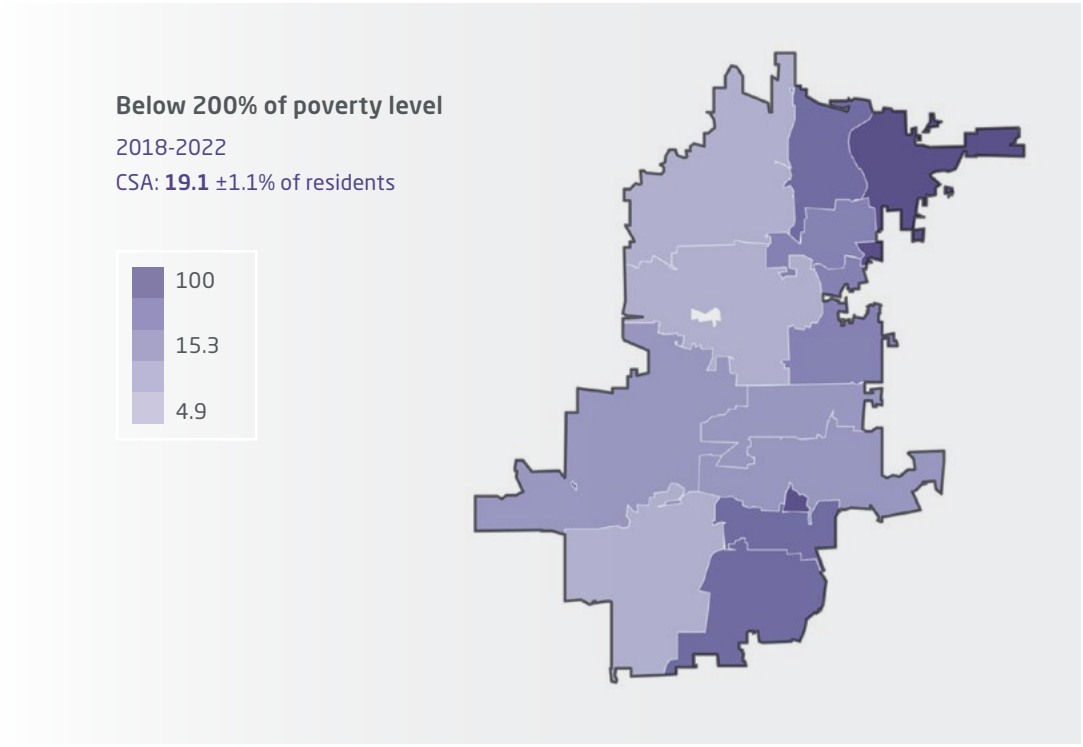 Below 200% of poverty level
2018-2022
CSA: 19.1 ±1.1% of residents
100
15.3
4.9